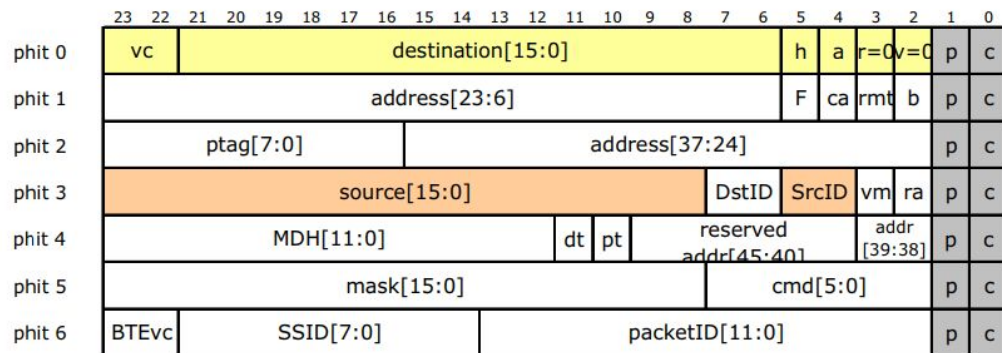 23 22 21 20 19 18 17 16 15 14 13 12 11 10 9 8 7 6 5 4 3 2 1 0
phit 0 vc destination[15:0] h a r=0 v=0 p c
phit 1 address[23:6] F ca rmt b p c
phit 2 ptag[7:0] address[37:24] p c
phit 3 source[15:0] DstID SrcID vm ra p c
phit 4 MDH[11:0] dt pt reserved addr[45:40] addr [39:38] p c
phit 5 mask[15:0] cmd[5:0] p c
phit 6 BTEvc SSID[7:0] packetID[11:0] p c